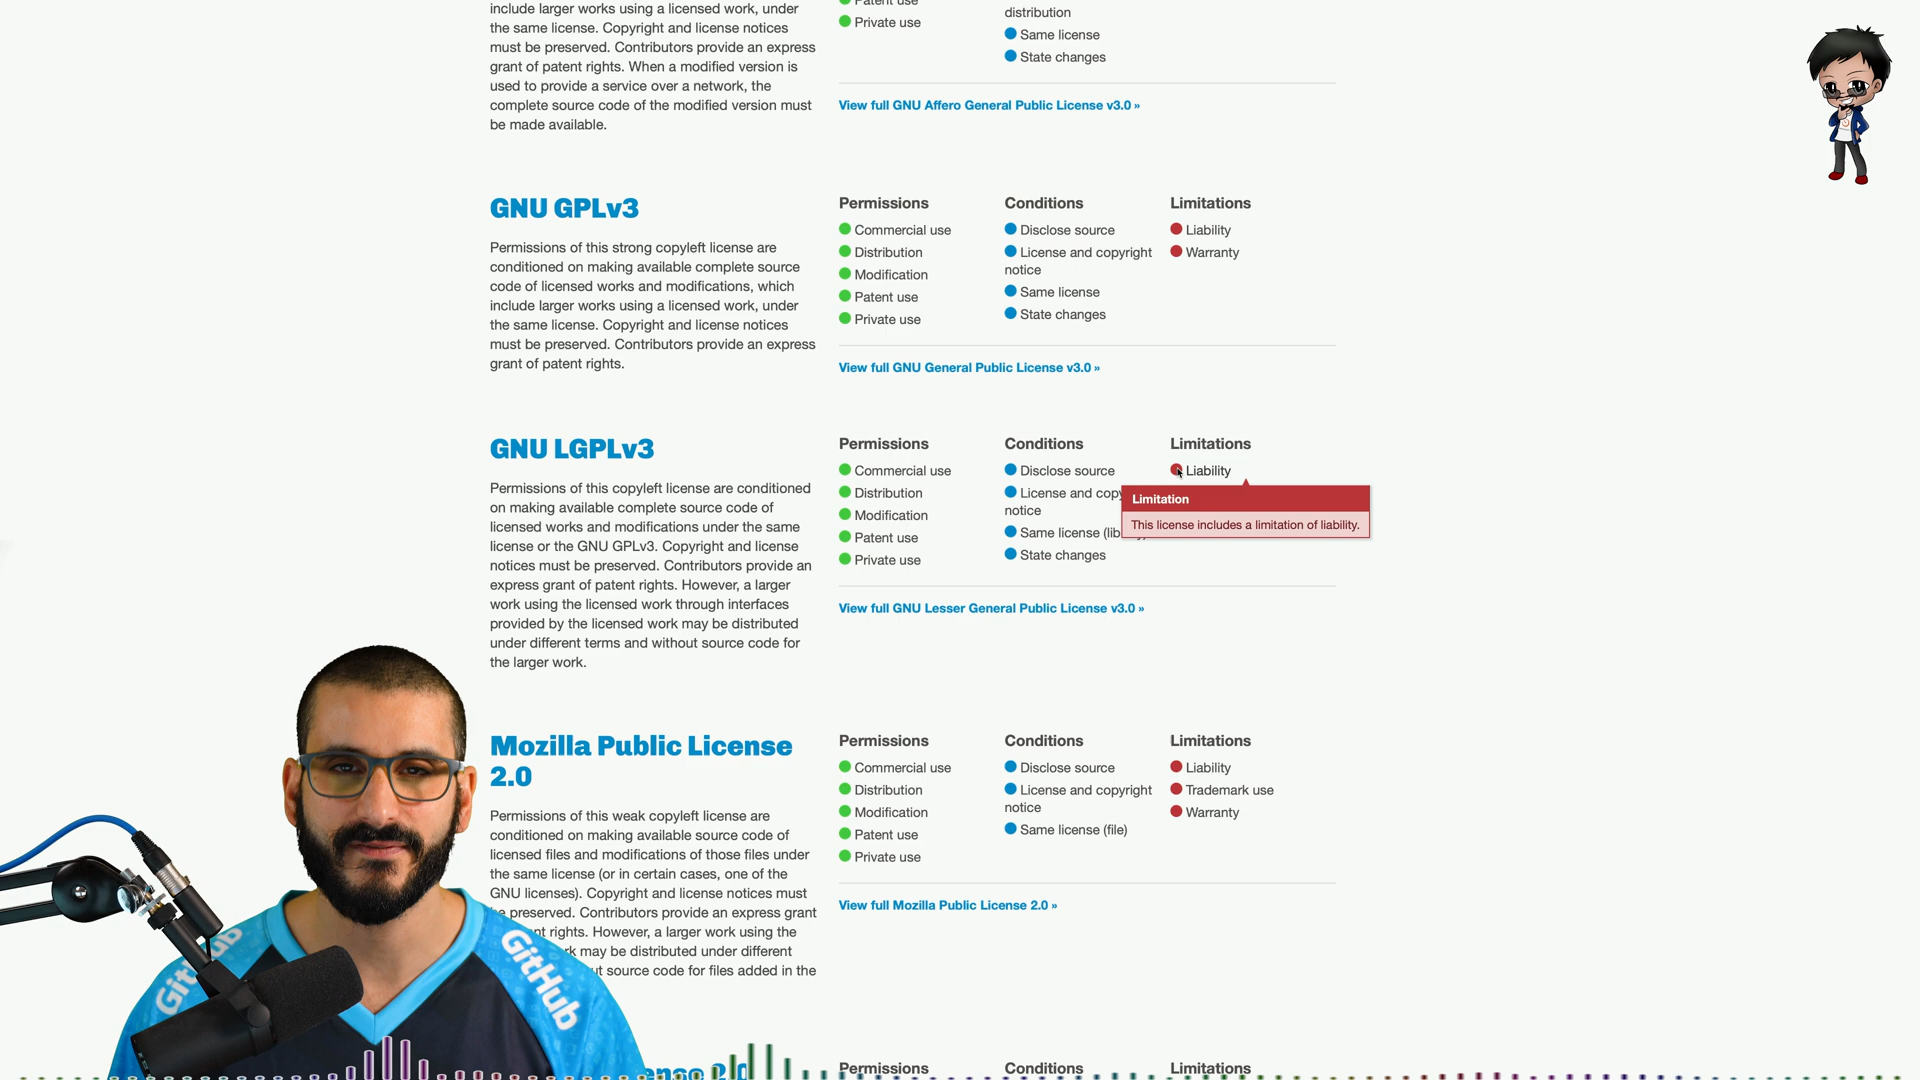 include larger works using a licensed work, under
the same license. Copyright and license notices
must be preserved. Contributors provide an express
grant of patent rights. When a modified version is
used to provide a service over a network, the
complete source code of the modified version must
be made available.
Patent use
Private use
distribution
Same license
State changes
View full GNU Affero General Public License v3.0 »
GNU GPLv3
Permissions of this strong copyleft license are
conditioned on making available complete source
code of licensed works and modifications, which
include larger works using a licensed work, under
the same license. Copyright and license notices
must be preserved. Contributors provide an express
grant of patent rights.
Permissions
Commercial use
Distribution
Modification
Patent use
Private use
Conditions
Disclose source
License and copyright
notice
Same license
State changes
Limitations
Liability
Warranty
View full GNU General Public License v3.0 »
GNU LGPLv3
Permissions of this copyleft license are conditioned
on making available complete source code of
licensed works and modifications under the same
license or the GNU GPLv3. Copyright and license
notices must be preserved. Contributors provide an
express grant of patent rights. However, a larger
work using the licensed work through interfaces
provided by the licensed work may be distributed
under different terms and without source code for
the larger work.
Permissions
Commercial use
Distribution
Modification
Patent use
Private use
Conditions
Disclose source
License and copy
notice
Same license (lib
State changes
Limitations
Liability
Limitation
This license includes a limitation of liability.
View full GNU Lesser General Public License v3.0 »
Mozilla Public License
2.0
Permissions of this weak copyleft license are
conditioned on making available source code of
licensed files and modifications of those files under
the same license (or in certain cases, one of the
GNU licenses). Copyright and license notices must
be preserved. Contributors provide an express grant
rights. However, a larger work using the
may be distributed under different
source code for files added in the
Permissions
Commercial use
Distribution
Modification
Patent use
Private use
Conditions
Disclose source
License and copyright
notice
Same license (file)
Limitations
Liability
Trademark use
Warranty
View full Mozilla Public License 2.0 »
GitHub
Permissions
Conditions
Limitations